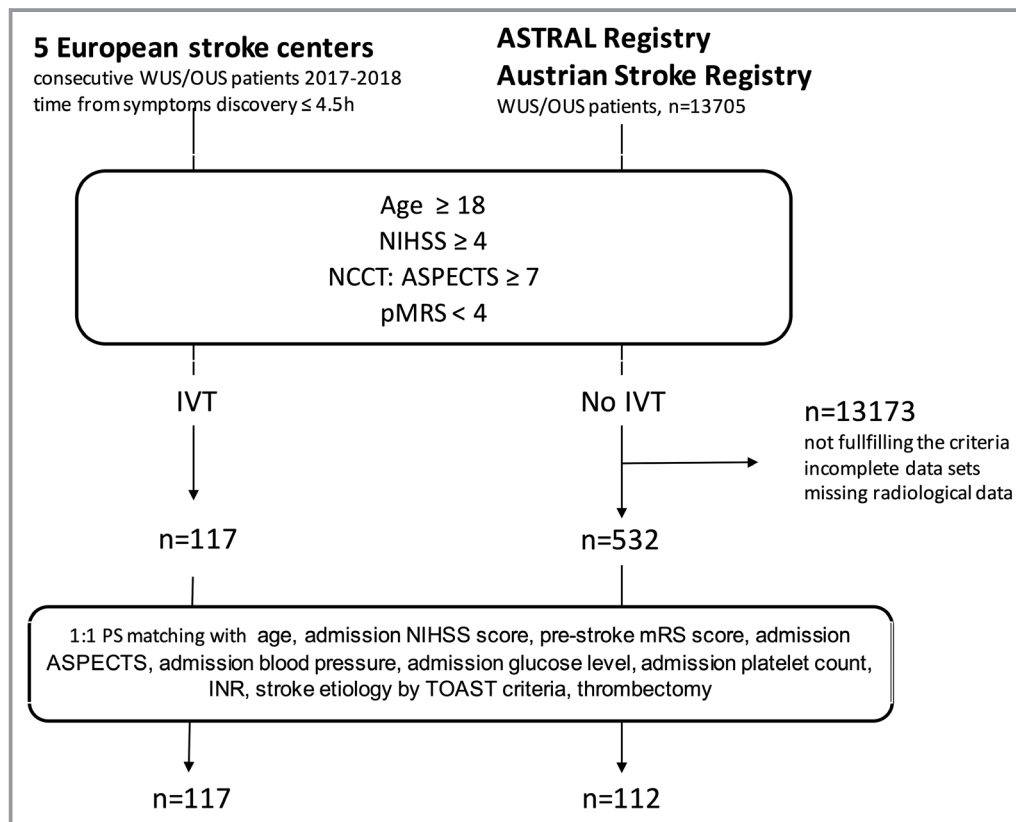 5 European stroke centers
consecutive WUS/OUS patients 2017-2018
time from symptoms discovery ≤ 4.5h
ASTRAL Registry
Austrian Stroke Registry
WUS/OUS patients, n=13705
Age ≥ 18
NIHSS ≥ 4
NCCT: ASPECTS ≥ 7
pMRS < 4
IVT
No IVT
n=13173
not fullfilling the criteria
incomplete data sets
missing radiological data
n=117
n=532
1:1 PS matching with age, admission NIHSS score, pre-stroke mRS score, admission
ASPECTS, admission blood pressure, admission glucose level, admission platelet count,
INR, stroke etiology by TOAST criteria, thrombectomy
n=117
n=112